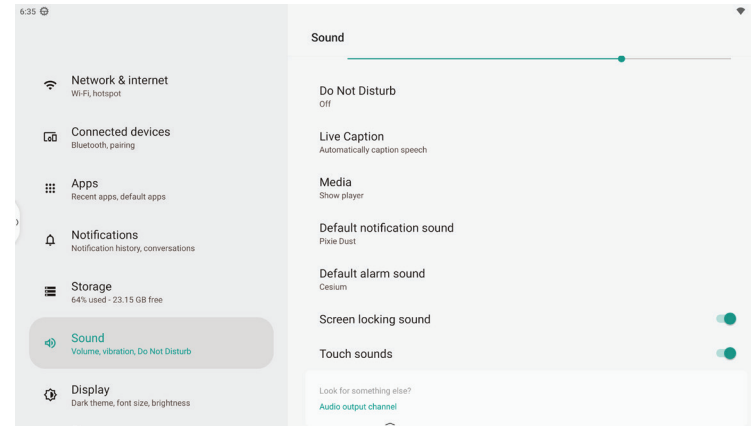 6:35
Sound
Network & internet
Wi-Fi, hotspot
Connected devices
Bluetooth, pairing
Apps
Recent apps, default apps
Notifications
Notification history, conversations
Storage
64% used - 23.15 GB free
Sound
Volume, vibration, Do Not Disturb
Display
Dark theme, font size, brightness
Do Not Disturb
Off
Live Caption
Automatically caption speech
Media
Show player
Default notification sound
Pixie Dust
Default alarm sound
Cesium
Screen locking sound
Touch sounds
Look for something else?
Audio output channel